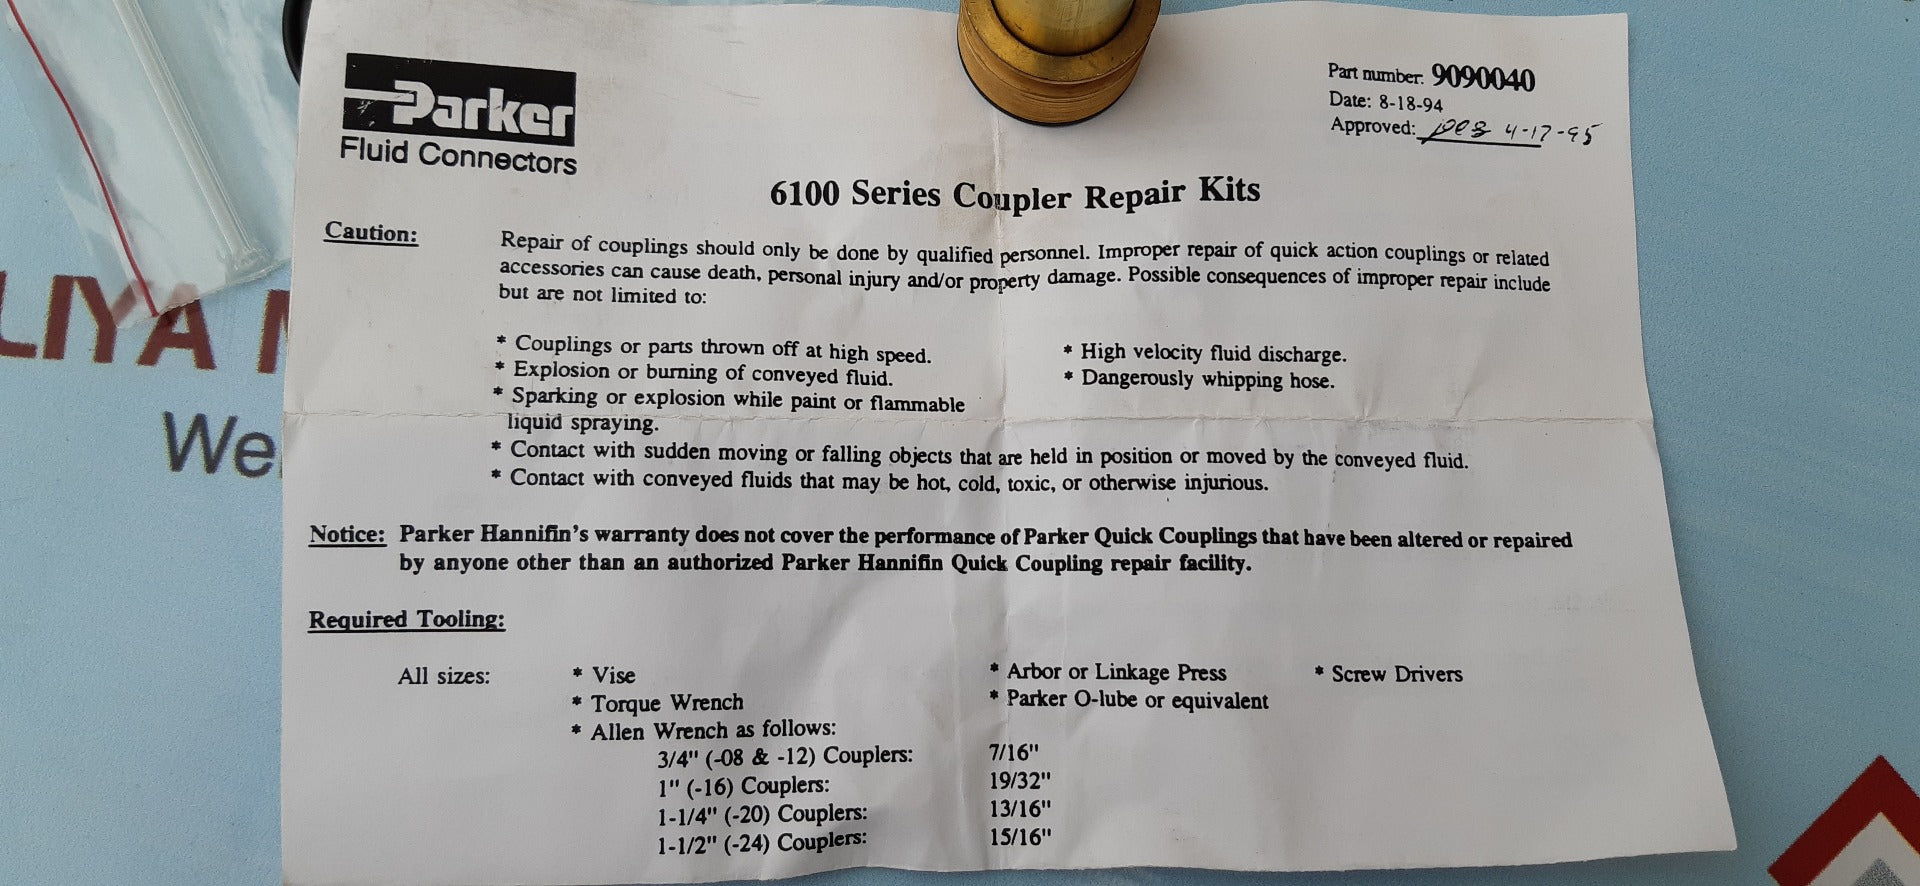 Parker
Fluid Connectors
Part number: 9090040
Date: 8-18-94
Approved: 4-17-95
6100 Series Coupler Repair Kits
Caution:
Repair of couplings should only be done by qualified personnel. Improper repair of quick action couplings or related
accessories can cause death, personal injury and/or property damage. Possible consequences of improper repair include
but are not limited to:
* Couplings or parts thrown off at high speed.
* Explosion or burning of conveyed fluid.
* Sparking or explosion while paint or flammable
liquid spraying.
* High velocity fluid discharge.
* Dangerously whipping hose.
* Contact with sudden moving or falling objects that are held in position or moved by the conveyed fluid.
* Contact with conveyed fluids that may be hot, cold, toxic, or otherwise injurious.
Notice: Parker Hannifin's warranty does not cover the performance of Parker Quick Couplings that have been altered or repaired
by anyone other than an authorized Parker Hannifin Quick Coupling repair facility.
Required Tooling:
All sizes: * Vise * Arbor or Linkage Press * Screw Drivers
* Torque Wrench * Parker O-lube or equivalent
* Allen Wrench as follows:
3/4" (-08 & -12) Couplers: 7/16"
1" (-16) Couplers: 19/32"
1-1/4" (-20) Couplers: 13/16"
1-1/2" (-24) Couplers: 15/16"
LIYA
We